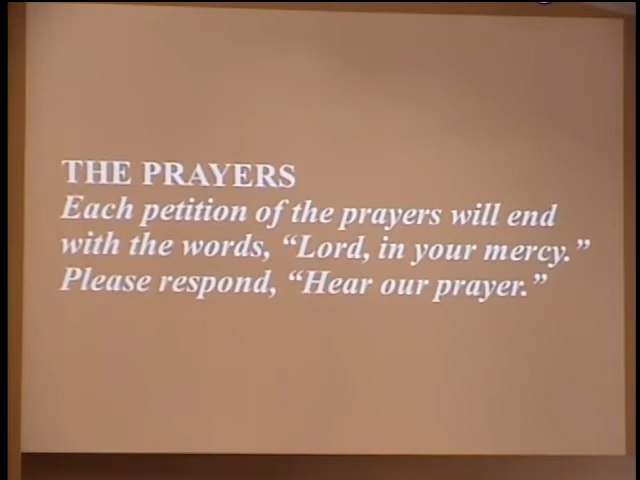 THE PRAYERS
Each petition of the prayers will end
with the words, “Lord, in your mercy.”
Please respond, “Hear our prayer.”